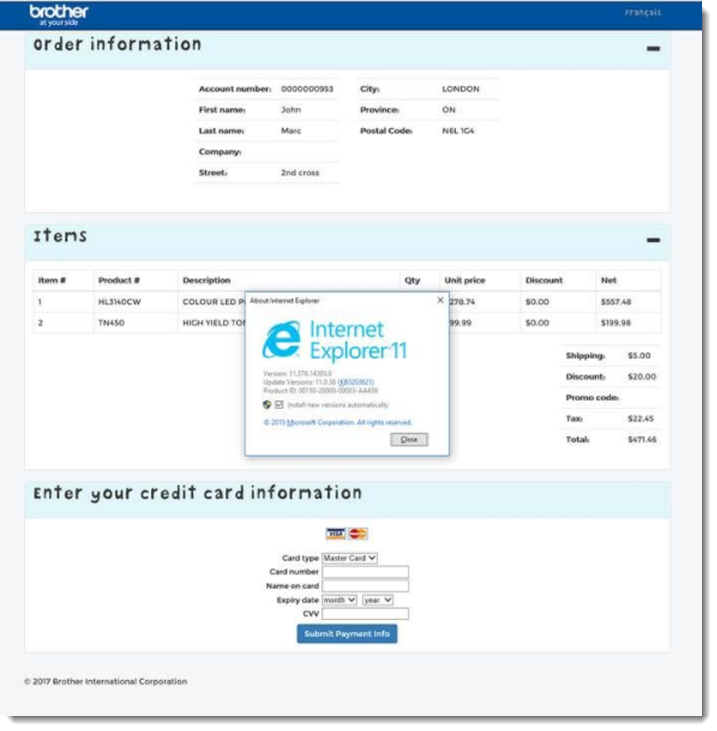 brother
at your side
Français
Order information
Account number: 0000000953 City: LONDON
First name: John Province: ON
Last name: Marc Postal Code: N6L 1G4
Company:
Street: 2nd cross
Items
Item # Product # Description Qty Unit price Discount Net
1 HL3140CW COLOUR LED 278.74 $0.00 $557.48
2 TN450 HIGH YIELD 99.99 $0.00 $199.98
About Internet Explorer
Internet
Explorer 11
Version: 11.576.14393.0
Update Versions: 11.0.38 (KB3203621)
Product ID: 00150-20000-00003-AA459
Install new versions automatically
© 2015 Microsoft Corporation. All rights reserved.
Close
Shipping: $5.00
Discount: $20.00
Promo code:
Tax: $22.45
Total: $471.46
Enter your credit card information
VISA
Card type Master Card
Card number
Name on card
Expiry date month year
CVV
Submit Payment Info
© 2017 Brother International Corporation